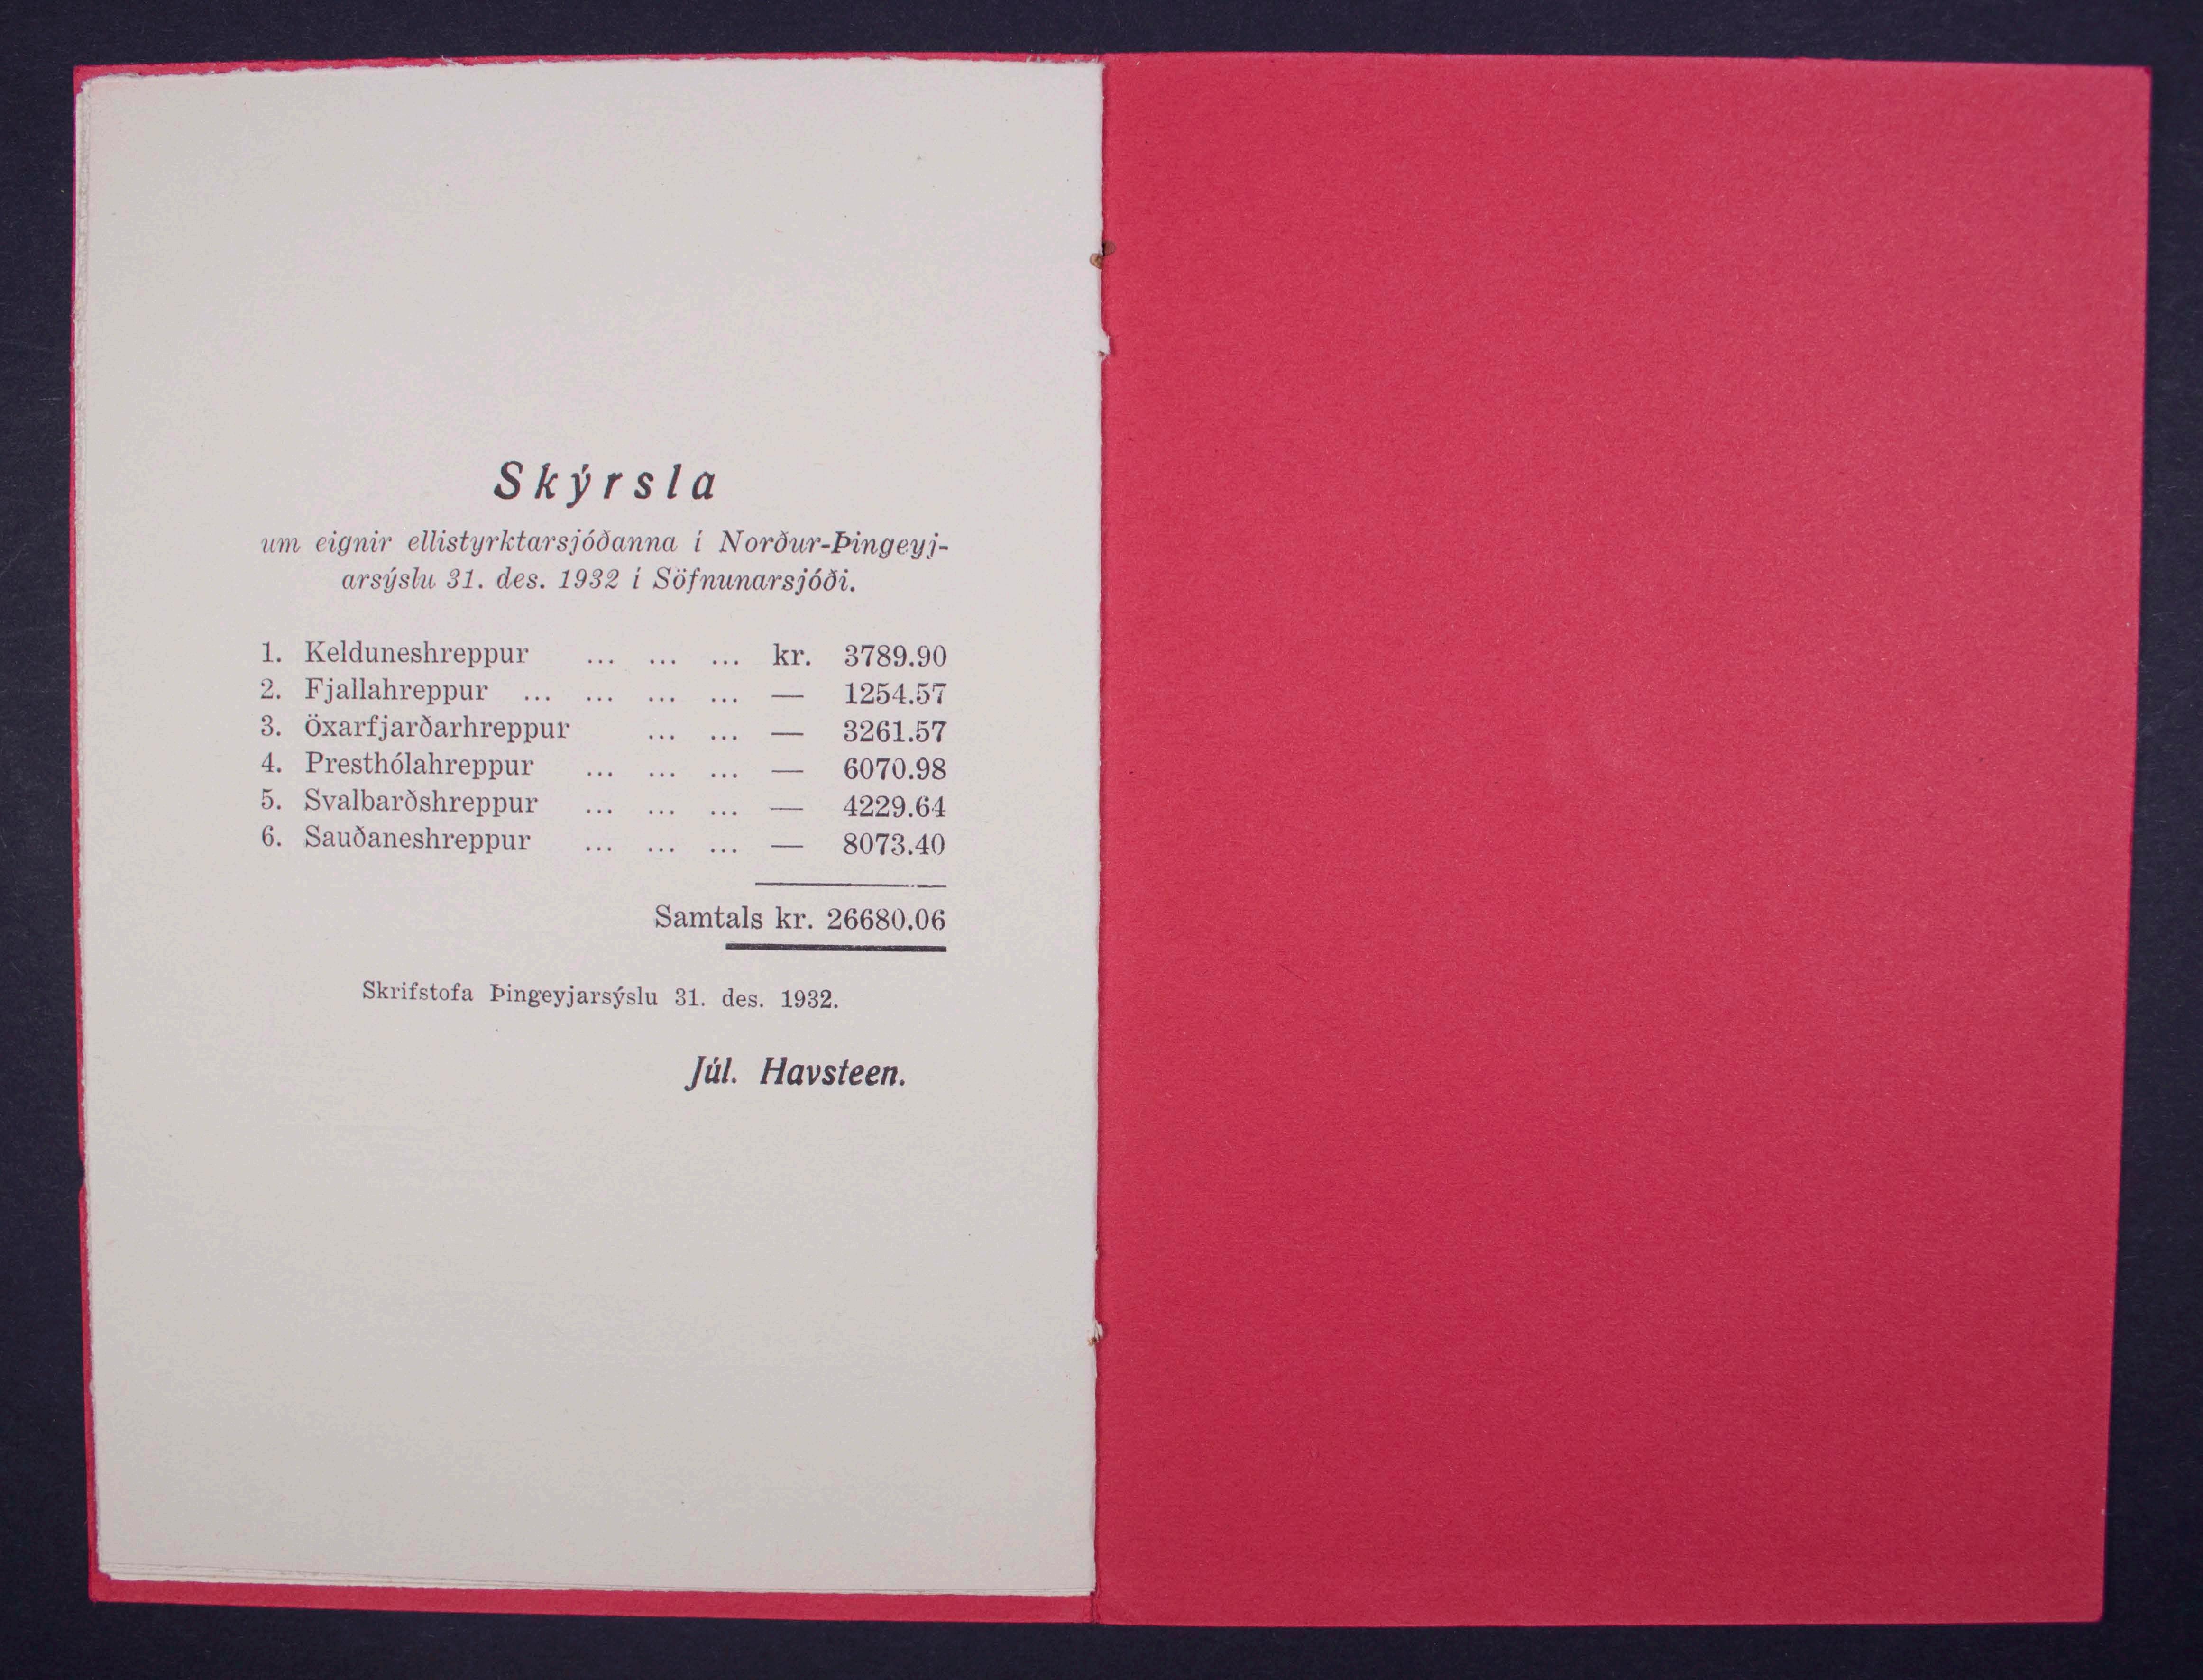 Skýrsla
um eignir ellistyrktarsjóðanna í Norður-Þingeyj-
arsýslu 31. des. 1932 í Söfnunarsjóði.
1. Kelduneshreppur ... ... ... kr. 3789.90
2. Fjallahreppur ... ... ... ... — 1254.57
3. öxarfjarðarhreppur ... ... — 3261.57
4. Presthólahreppur ... ... ... — 6070.98
5. Svalbarðshreppur ... ... ... — 4229.64
6. Sauðaneshreppur ... ... ... — 8073.40
Samtals kr. 26680.06
Skrifstofa Þingeyjarsýslu 31. des. 1932.
Júl. Havsteen.